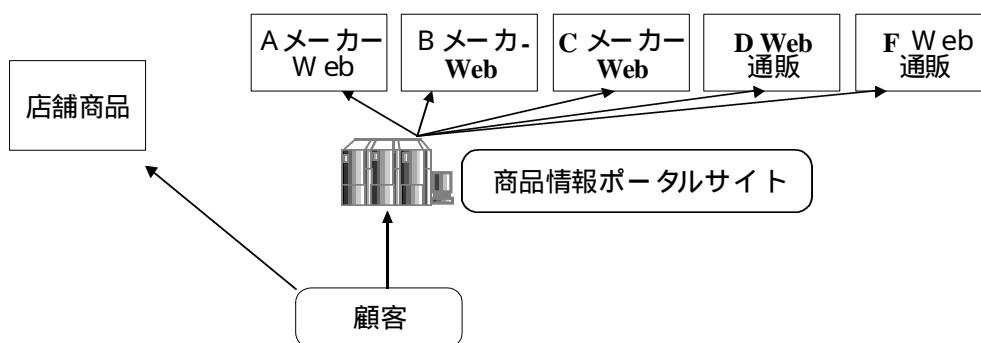 Aメーカー
Web
Bメーカ-
Web
Cメーカー
Web
D Web
通販
F Web
通販
店舗商品
商品情報ポータルサイト
顧客